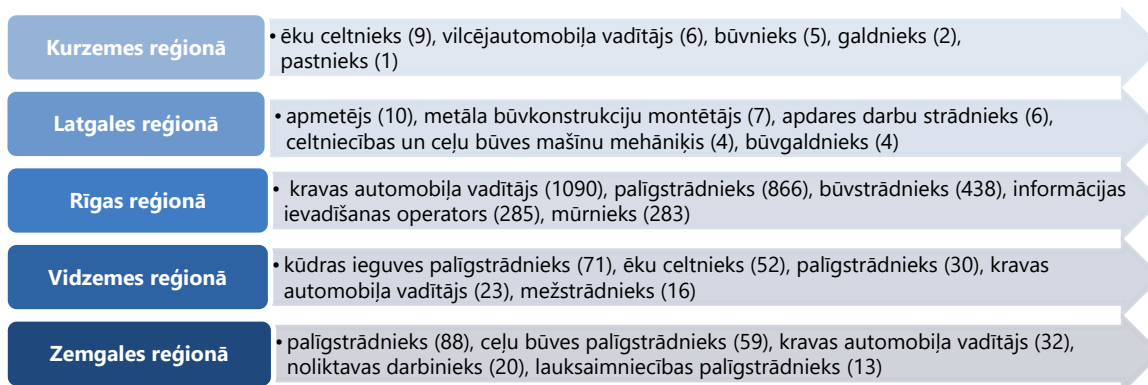 Kurzemes reģionā
• ēku celtnieks (9), vilcējautomobiļa vadītājs (6), būvnieks (5), galdnieks (2),
pastnieks (1)
Latgales reģionā
• apmetējs (10), metāla būvkonstrukciju montētājs (7), apdares darbu strādnieks (6),
celtniecības un ceļu būves mašīnu mehāniķis (4), būvgaldnieks (4)
Rīgas reģionā
• kravas automobiļa vadītājs (1090), palīgstrādnieks (866), būvstrādnieks (438), informācijas
ievadīšanas operators (285), mūrnieks (283)
Vidzemes reģionā
• kūdras ieguves palīgstrādnieks (71), ēku celtnieks (52), palīgstrādnieks (30), kravas
automobiļa vadītājs (23), mežstrādnieks (16)
Zemgales reģionā
• palīgstrādnieks (88), ceļu būves palīgstrādnieks (59), kravas automobiļa vadītājs (32),
noliktavas darbinieks (20), lauksaimniecības palīgstrādnieks (13)